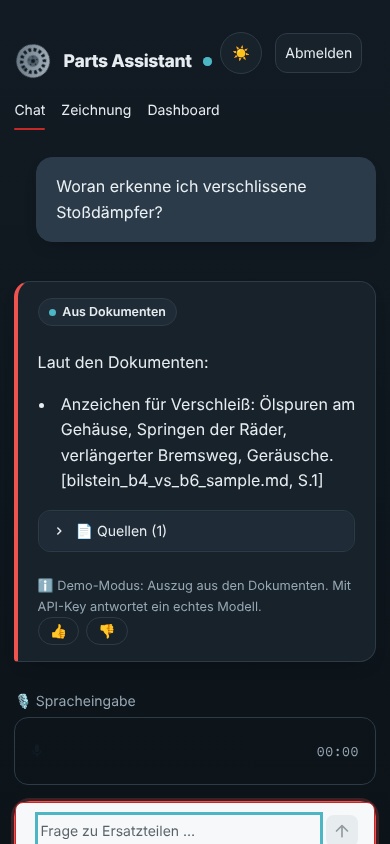 Parts Assistant
Abmelden
Chat Zeichnung Dashboard
Woran erkenne ich verschlissene
Stoßdämpfer?
Aus Dokumenten
Laut den Dokumenten:
• Anzeichen für Verschleiß: Ölspuren am
Gehäuse, Springen der Räder,
verlängerter Bremsweg, Geräusche.
[bilstein_b4_vs_b6_sample.md, S.1]
📄 Quellen (1)
ℹ️ Demo-Modus: Auszug aus den Dokumenten. Mit
API-Key antwortet ein echtes Modell.
👍 👎
🎙️ Spracheingabe
00:00
Frage zu Ersatzteilen ...